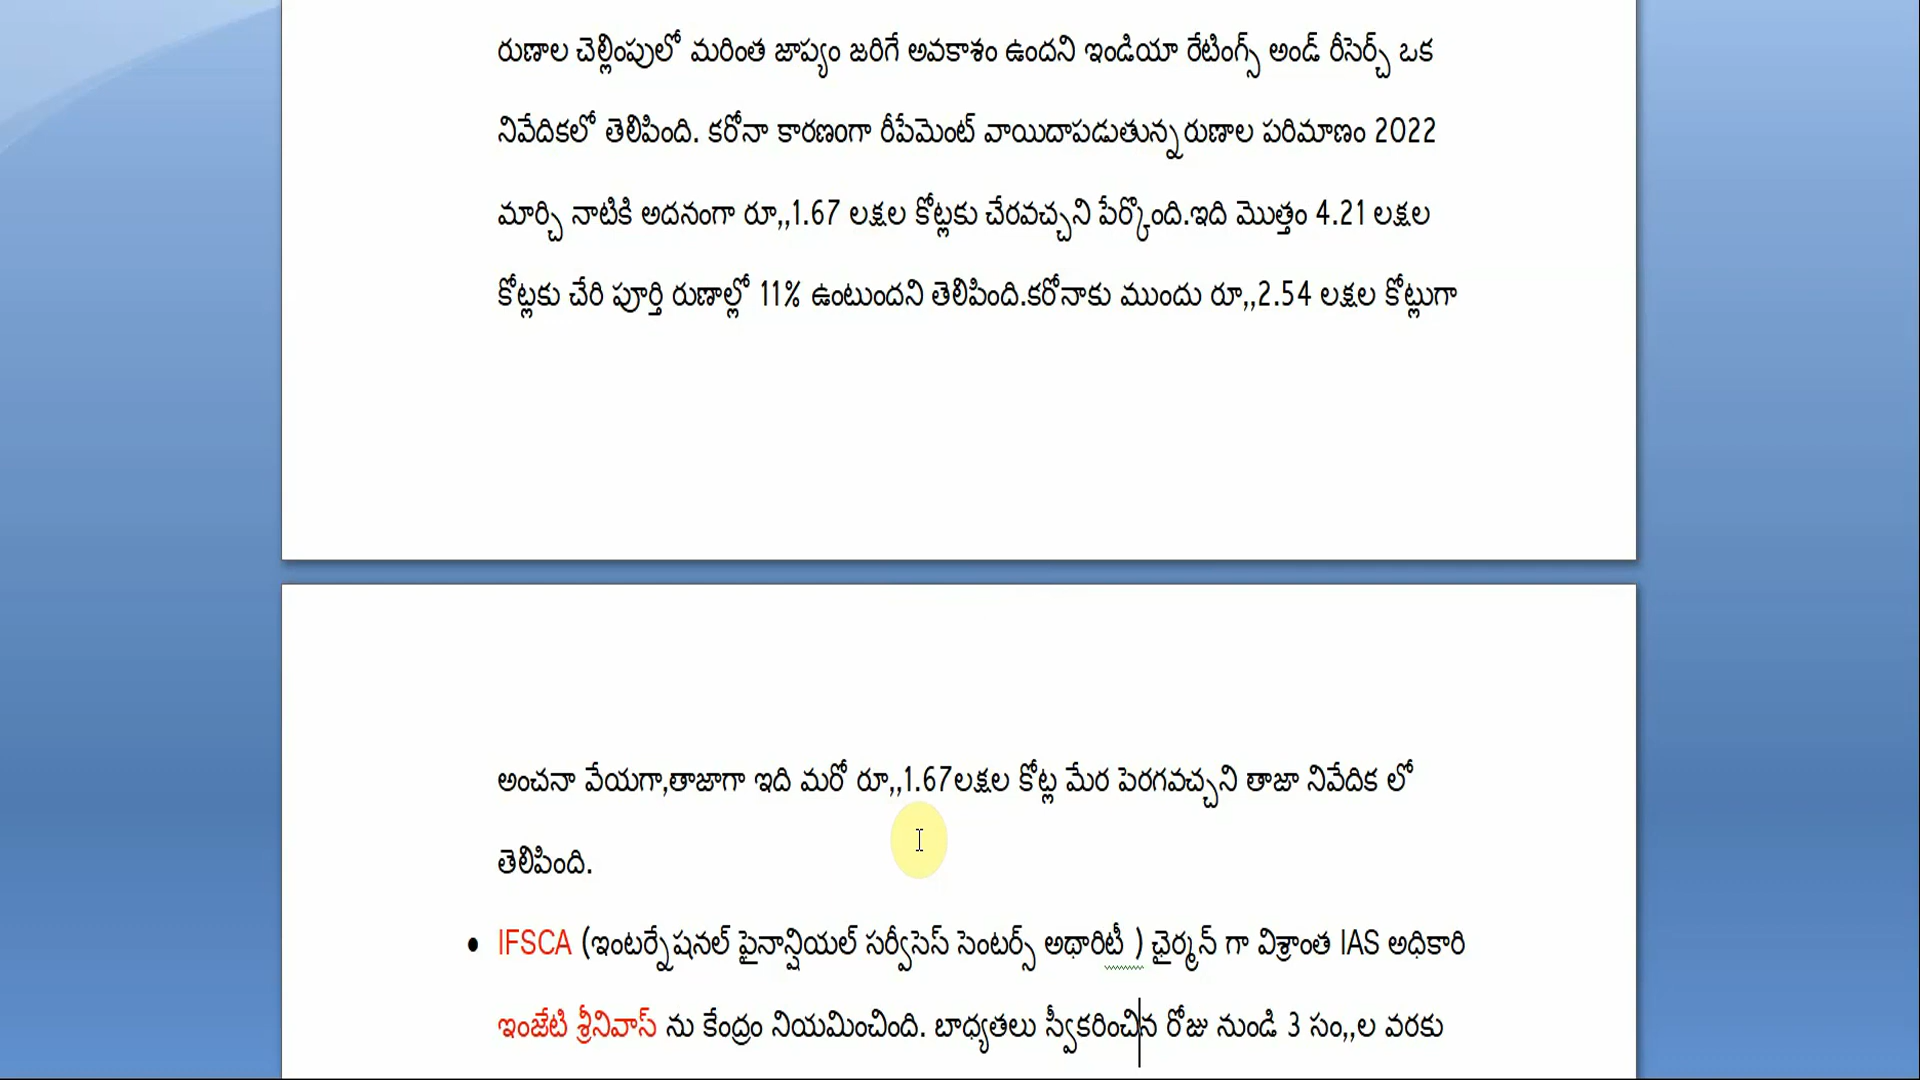 రుణాల చెల్లింపులో మరింత జాప్యం జరిగే అవకాశం ఉందని ఇండియా రేటింగ్స్ అండ్ రీసెర్చ్ ఒక
నివేదికలో తెలిపింది. కరోనా కారణంగా రీపేమెంట్ వాయిదాపడుతున్న రుణాల పరిమాణం 2022
మార్చి నాటికి అదనంగా రూ,,1.67 లక్షల కోట్లకు చేరవచ్చని పేర్కొంది.ఇది మొత్తం 4.21 లక్షల
కోట్లకు చేరి పూర్తి రుణాల్లో 11% ఉంటుందని తెలిపింది.కరోనాకు ముందు రూ,,2.54 లక్షల కోట్లుగా
అంచనా వేయగా,తాజాగా ఇది మరో రూ,,1.67లక్షల కోట్ల మేర పెరగవచ్చని తాజా నివేదిక లో
తెలిపింది.
• IFSCA (ఇంటర్నేషనల్ ఫైనాన్షియల్ సర్వీసెస్ సెంటర్స్ అథారిటీ ) ఛైర్మన్ గా విశ్రాంత IAS అధికారి
ఇంజేటి శ్రీనివాస్ ను కేంద్రం నియమించింది. బాధ్యతలు స్వీకరించిన రోజు నుండి 3 సం,,ల వరకు